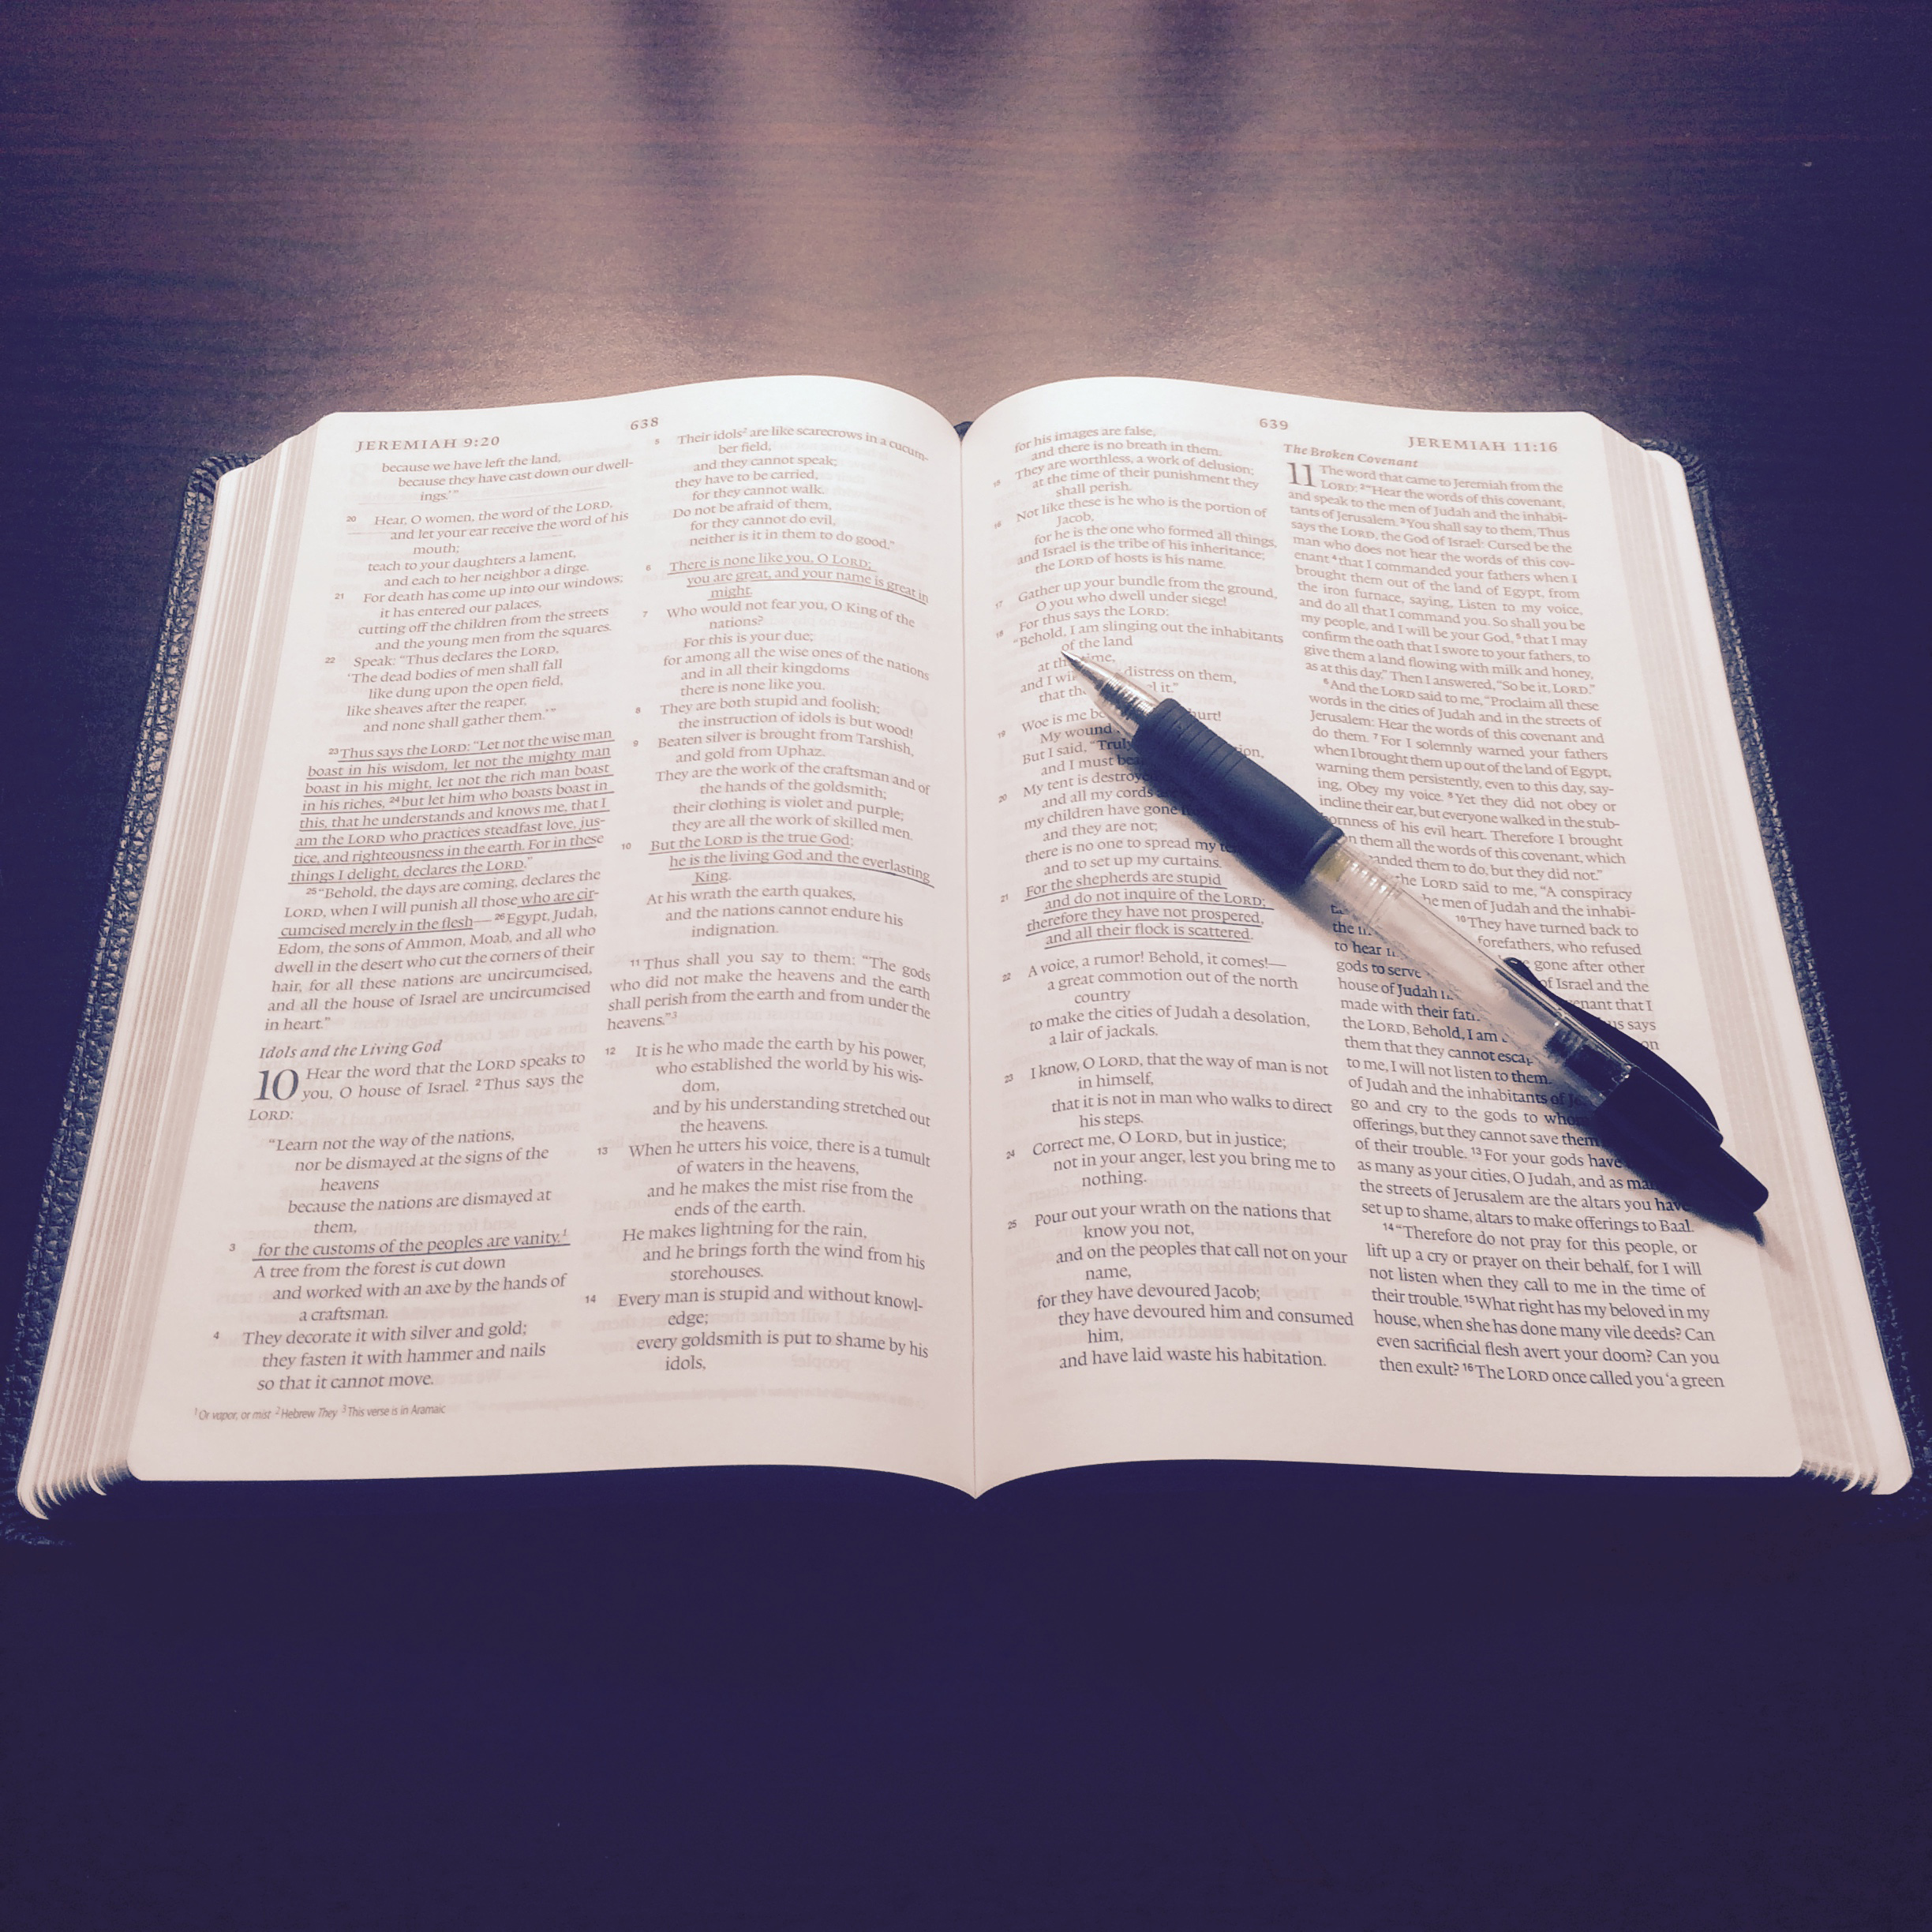 JEREMIAH 9:20
638
because we have left the land,
because they have cast down our dwell-
ings.'"
20 Hear, O women, the word of the LORD,
and let your ear receive the word of his
mouth;
teach to your daughters a lament,
and each to her neighbor a dirge.
21 For death has come up into our windows;
it has entered our palaces,
cutting off the children from the streets
and the young men from the squares.
22 Speak: "Thus declares the LORD,
'The dead bodies of men shall fall
like dung upon the open field,
like sheaves after the reaper,
and none shall gather them.'"
23 Thus says the LORD: "Let not the wise man
boast in his wisdom, let not the mighty man
boast in his might, let not the rich man boast
in his riches, 24 but let him who boasts boast in
this, that he understands and knows me, that I
am the LORD who practices steadfast love, jus-
tice, and righteousness in the earth. For in these
things I delight, declares the LORD."
25 "Behold, the days are coming, declares the
LORD, when I will punish all those who are cir-
cumcised merely in the flesh— 26 Egypt, Judah,
Edom, the sons of Ammon, Moab, and all who
dwell in the desert who cut the corners of their
hair, for all these nations are uncircumcised,
and all the house of Israel are uncircumcised
in heart."
Idols and the Living God
10 Hear the word that the LORD speaks to
you, O house of Israel. 2 Thus says the
LORD:
"Learn not the way of the nations,
nor be dismayed at the signs of the
heavens
because the nations are dismayed at
them,
3 for the customs of the peoples are vanity.1
A tree from the forest is cut down
and worked with an axe by the hands of
a craftsman.
4 They decorate it with silver and gold;
they fasten it with hammer and nails
so that it cannot move.
5 Their idols2 are like scarecrows in a cucum-
ber field,
and they cannot speak;
they have to be carried,
for they cannot walk.
Do not be afraid of them,
for they cannot do evil,
neither is it in them to do good."
6 There is none like you, O LORD;
you are great, and your name is great in
might.
7 Who would not fear you, O King of the
nations?
For this is your due;
for among all the wise ones of the nations
and in all their kingdoms
there is none like you.
8 They are both stupid and foolish;
the instruction of idols is but wood!
9 Beaten silver is brought from Tarshish,
and gold from Uphaz.
They are the work of the craftsman and of
the hands of the goldsmith;
their clothing is violet and purple;
they are all the work of skilled men.
10 But the LORD is the true God;
he is the living God and the everlasting
King.
At his wrath the earth quakes,
and the nations cannot endure his
indignation.
11 Thus shall you say to them: "The gods
who did not make the heavens and the earth
shall perish from the earth and from under the
heavens."3
12 It is he who made the earth by his power,
who established the world by his wis-
dom,
and by his understanding stretched out
the heavens.
13 When he utters his voice, there is a tumult
of waters in the heavens,
and he makes the mist rise from the
ends of the earth.
He makes lightning for the rain,
and he brings forth the wind from his
storehouses.
14 Every man is stupid and without knowl-
edge;
every goldsmith is put to shame by his
idols,
1 Or vapor, or mist 2 Hebrew They 3 This verse is in Aramaic
639
JEREMIAH 11:16
for his images are false,
and there is no breath in them.
15 They are worthless, a work of delusion;
at the time of their punishment they
shall perish.
16 Not like these is he who is the portion of
Jacob,
for he is the one who formed all things,
and Israel is the tribe of his inheritance;
the LORD of hosts is his name.
17 Gather up your bundle from the ground,
O you who dwell under siege!
18 For thus says the LORD:
"Behold, I am slinging out the inhabitants
of the land
at time,
and I distress on them,
that it."
19 Woe is me hurt!
My wound
But I said, "Truly
and I must
20 My tent is destroyed
and all my cords
my children have gone
and they are not;
there is no one to spread my
and to set up my curtains.
21 For the shepherds are stupid
and do not inquire of the LORD;
therefore they have not prospered,
and all their flock is scattered.
22 A voice, a rumor! Behold, it comes!—
a great commotion out of the north
country
to make the cities of Judah a desolation,
a lair of jackals.
23 I know, O LORD, that the way of man is not
in himself,
that it is not in man who walks to direct
his steps.
24 Correct me, O LORD, but in justice;
not in your anger, lest you bring me to
nothing.
25 Pour out your wrath on the nations that
know you not,
and on the peoples that call not on your
name,
for they have devoured Jacob;
they have devoured him and consumed
him,
and have laid waste his habitation.
The Broken Covenant
11 The word that came to Jeremiah from the
LORD: 2 "Hear the words of this covenant,
and speak to the men of Judah and the inhabi-
tants of Jerusalem. 3 You shall say to them, Thus
says the LORD, the God of Israel: Cursed be the
man who does not hear the words of this cov-
enant 4 that I commanded your fathers when I
brought them out of the land of Egypt, from
the iron furnace, saying, Listen to my voice,
and do all that I command you. So shall you be
my people, and I will be your God, 5 that I may
confirm the oath that I swore to your fathers, to
give them a land flowing with milk and honey,
as at this day." Then I answered, "So be it, LORD."
6 And the LORD said to me, "Proclaim all these
words in the cities of Judah and in the streets of
Jerusalem: Hear the words of this covenant and
do them. 7 For I solemnly warned your fathers
when I brought them up out of the land of Egypt,
warning them persistently, even to this day, say-
ing, Obey my voice. 8 Yet they did not obey or
incline their ear, but everyone walked in the stub-
of his evil heart. Therefore I brought
them all the words of this covenant, which
them to do, but they did not."
LORD said to me, "A conspiracy
men of Judah and the inhabi-
10 They have turned back to
the forefathers, who refused
to hear gone after other
gods to serve of Israel and the
house of Judah that I
made with their says
the LORD, Behold, I am
them that they cannot
to me, I will not listen to them.
of Judah and the inhabitants of
go and cry to the gods to
offerings, but they cannot save them
of their trouble. 13 For your gods have
as many as your cities, O Judah, and as
the streets of Jerusalem are the altars you have
set up to shame, altars to make offerings to Baal.
14 "Therefore do not pray for this people, or
lift up a cry or prayer on their behalf, for I will
not listen when they call to me in the time of
their trouble. 15 What right has my beloved in my
house, when she has done many vile deeds? Can
even sacrificial flesh avert your doom? Can you
then exult? 16 The LORD once called you 'a green